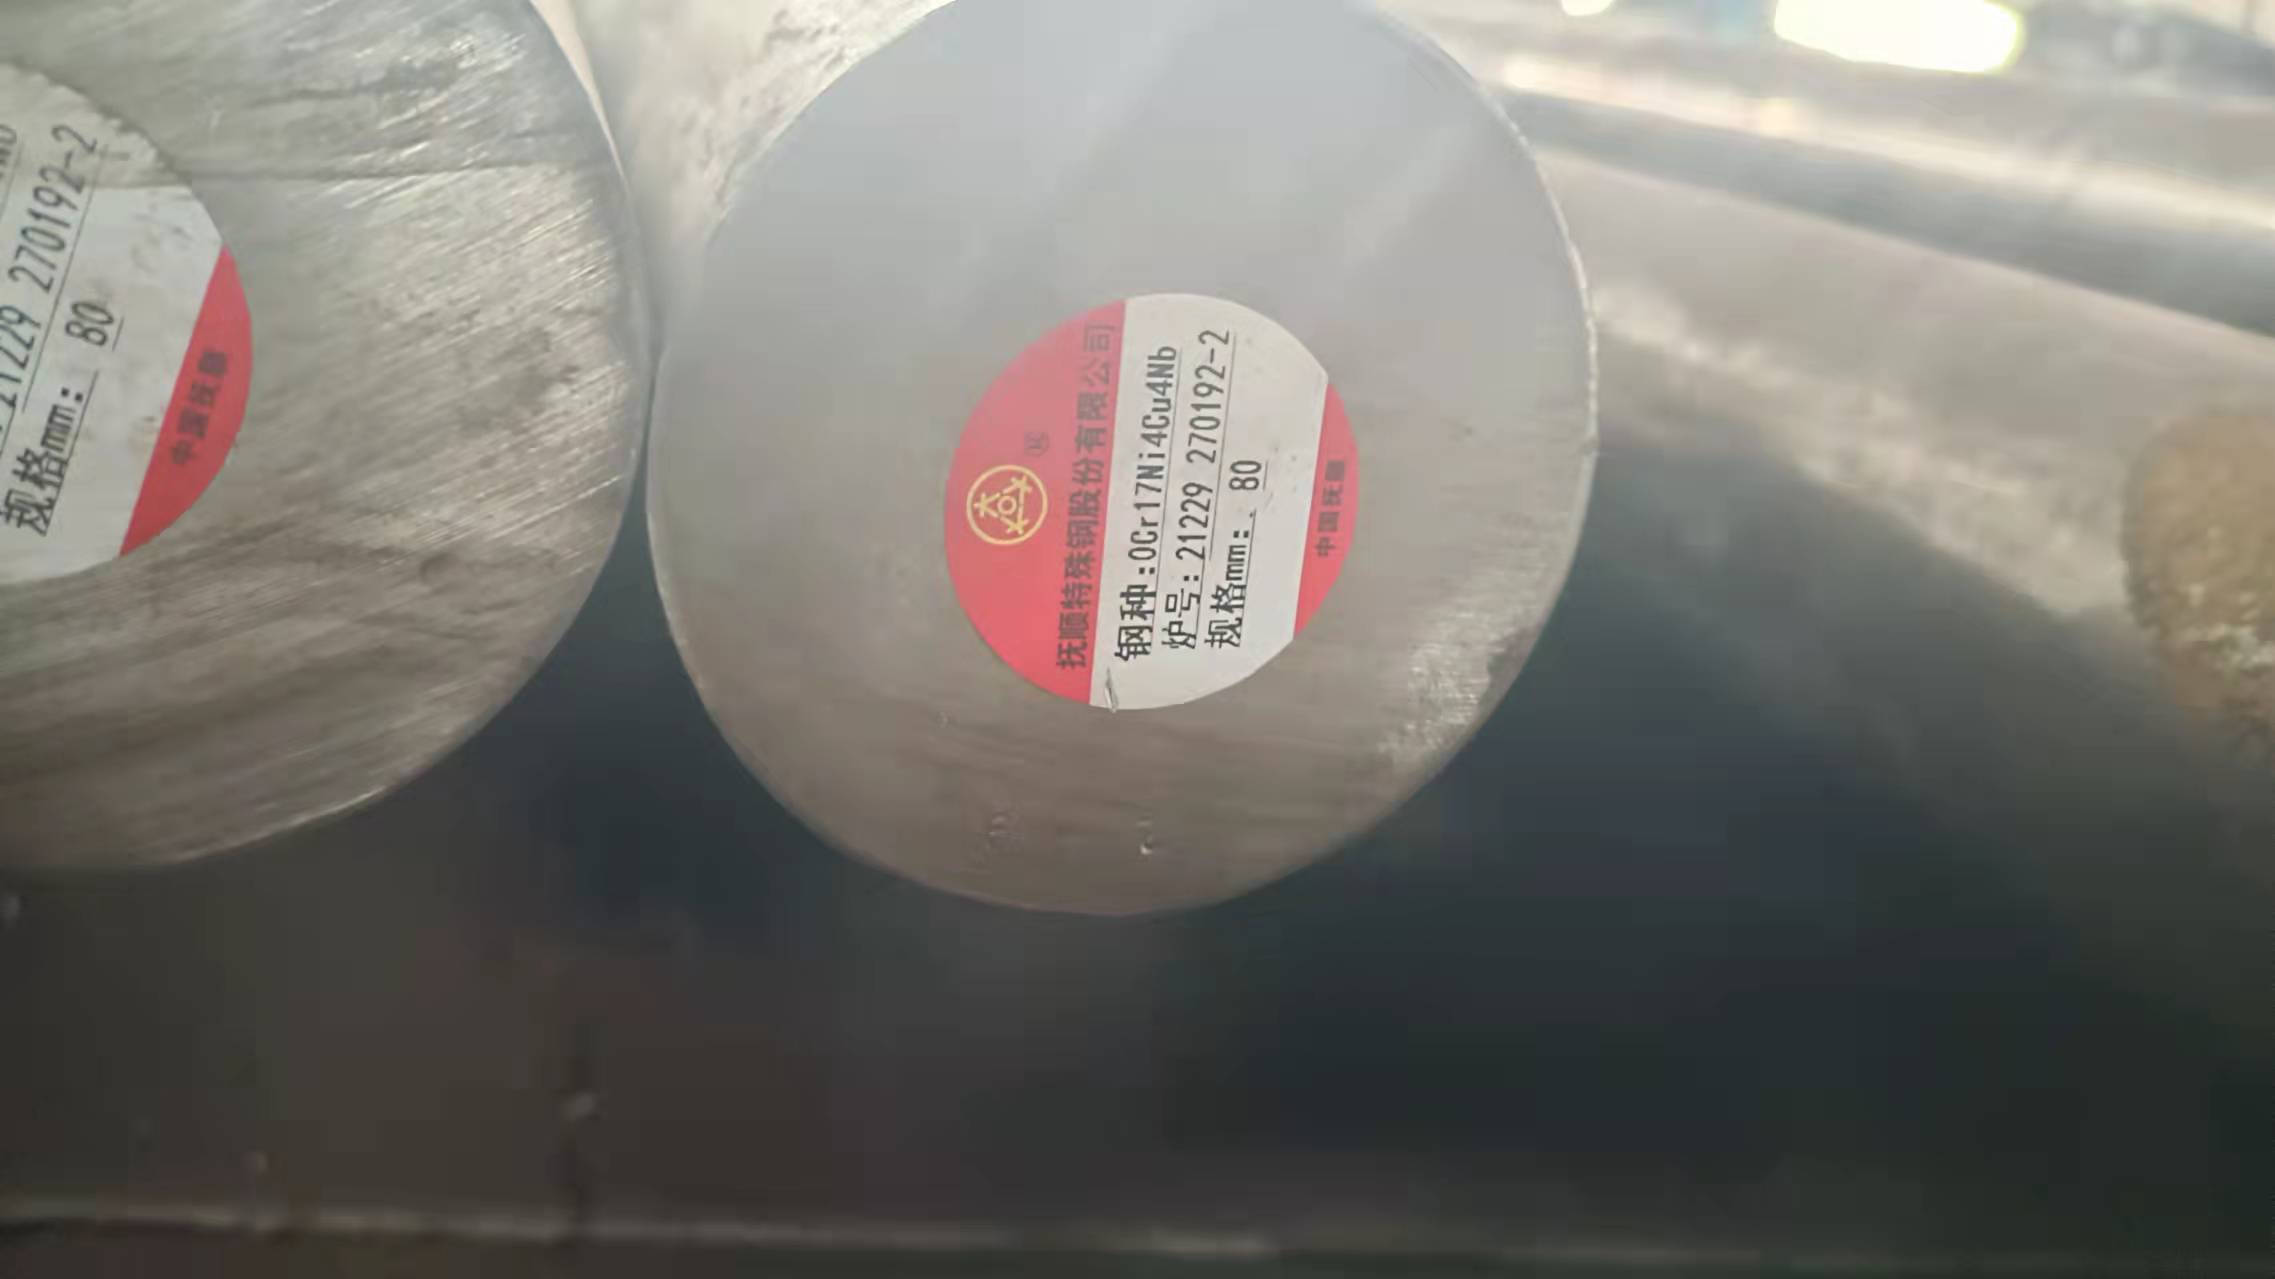 抚顺特殊钢股份有限公司
钢种:0Cr17Ni4Cu4Nb
炉号:21229 270192-2
规格mm: 80
中国抚顺
21229 270192-2
规格mm: 80
中国抚顺